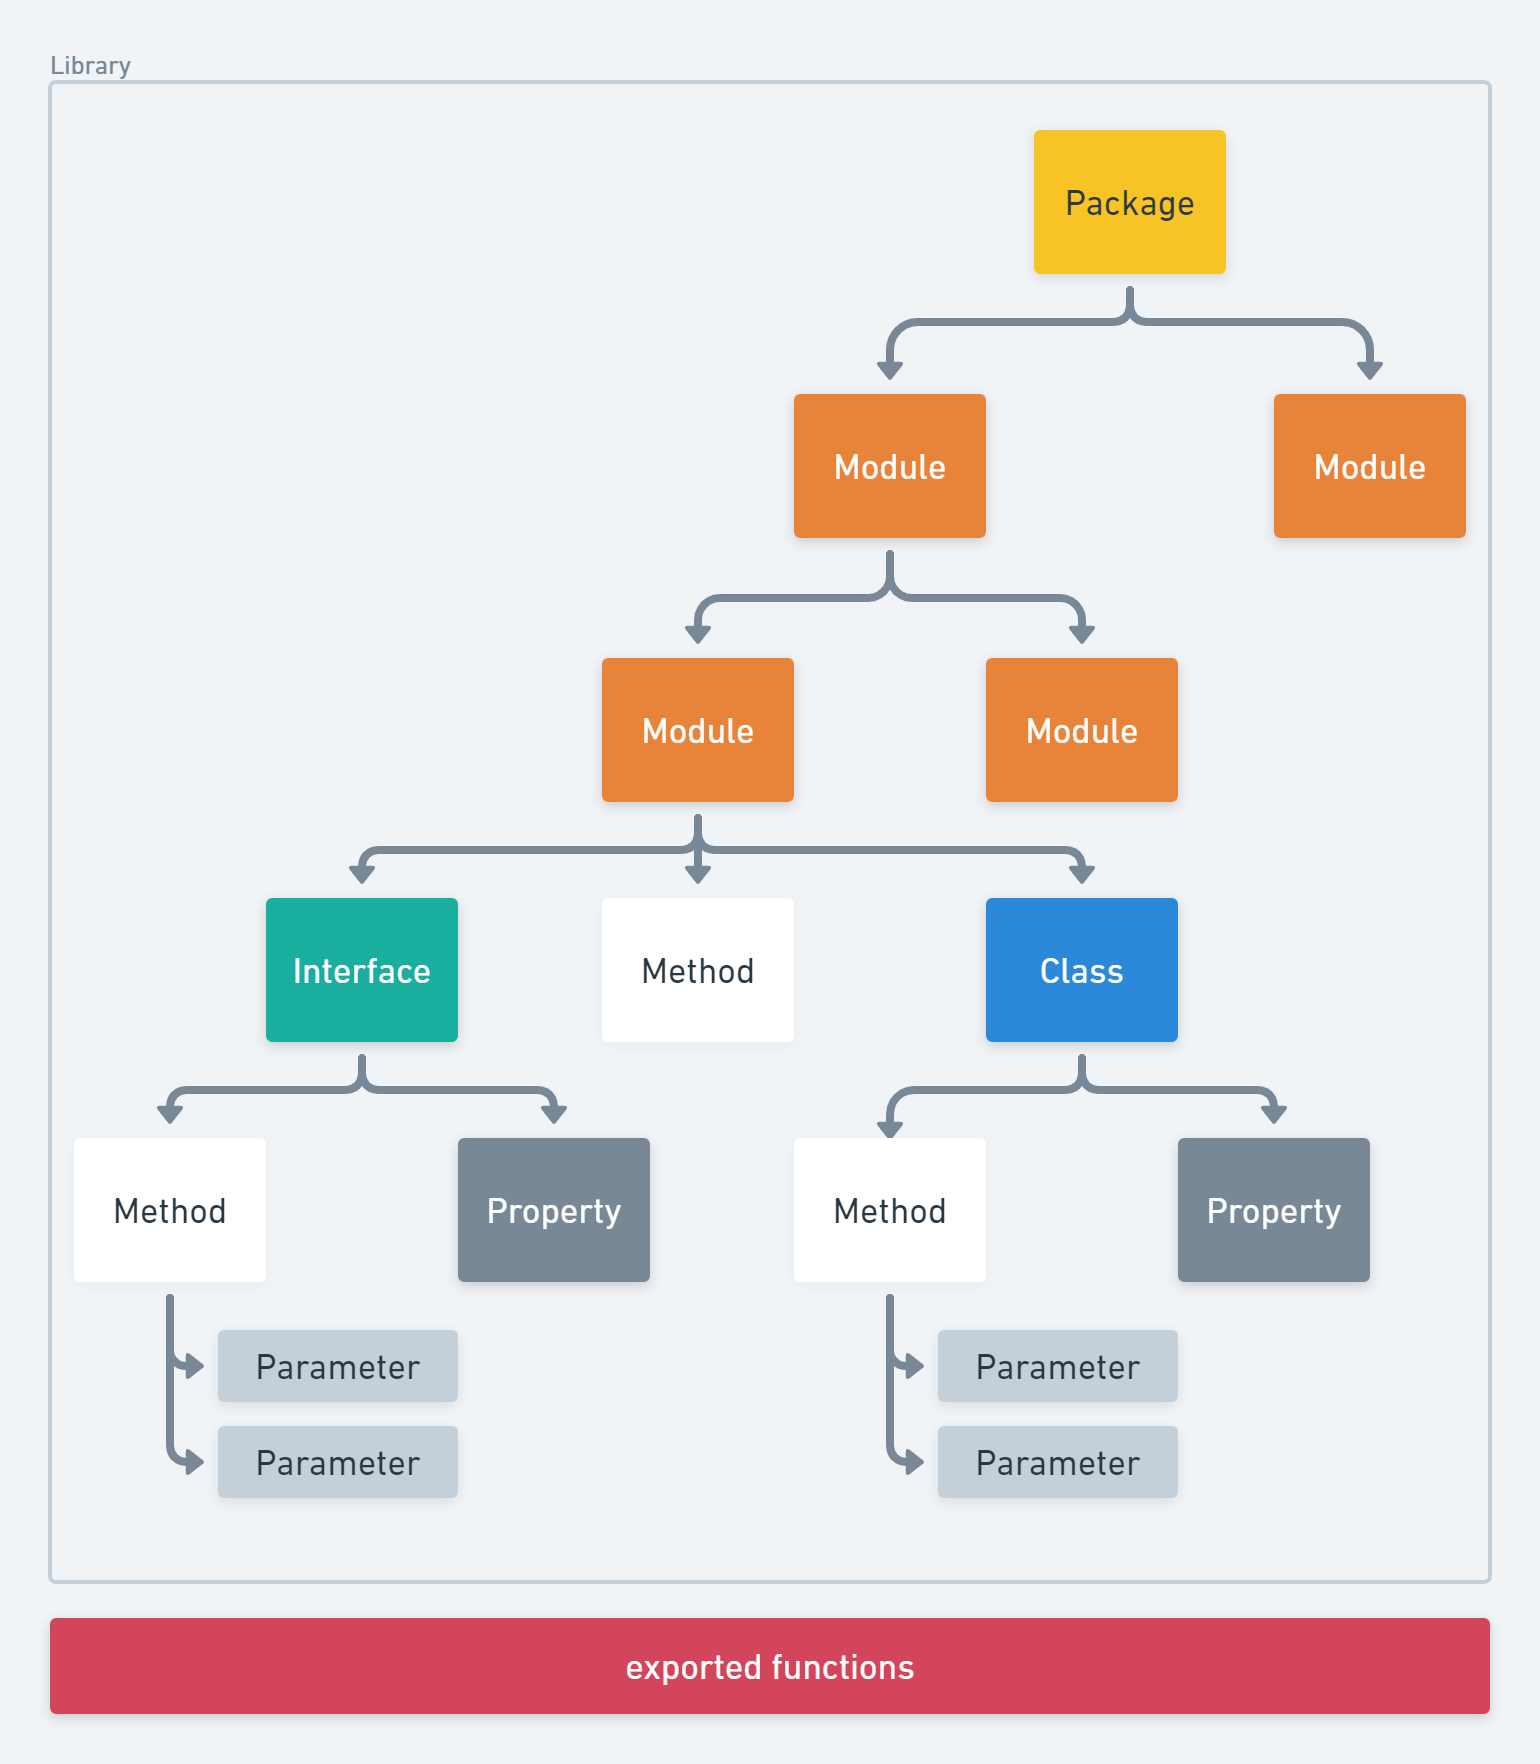 Library
Package
Module
Module
Module
Module
Interface
Method
Class
Method
Property
Method
Property
Parameter
Parameter
Parameter
Parameter
exported functions